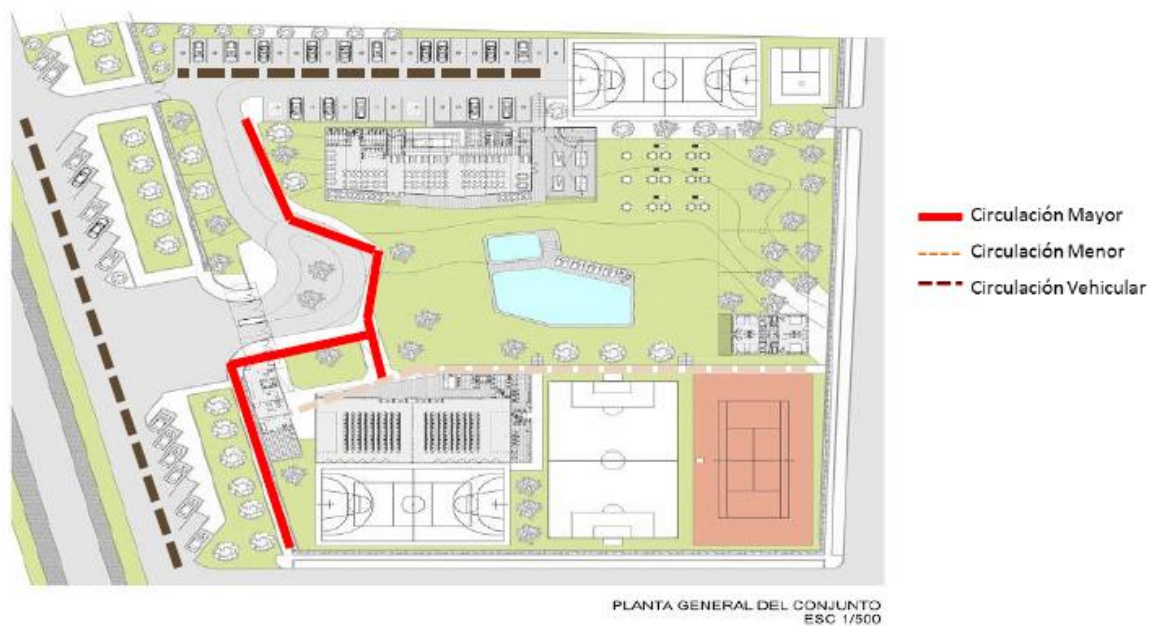 Circulación Mayor
Circulación Menor
Circulación Vehicular
PLANTA GENERAL DEL CONJUNTO
ESC 1/500